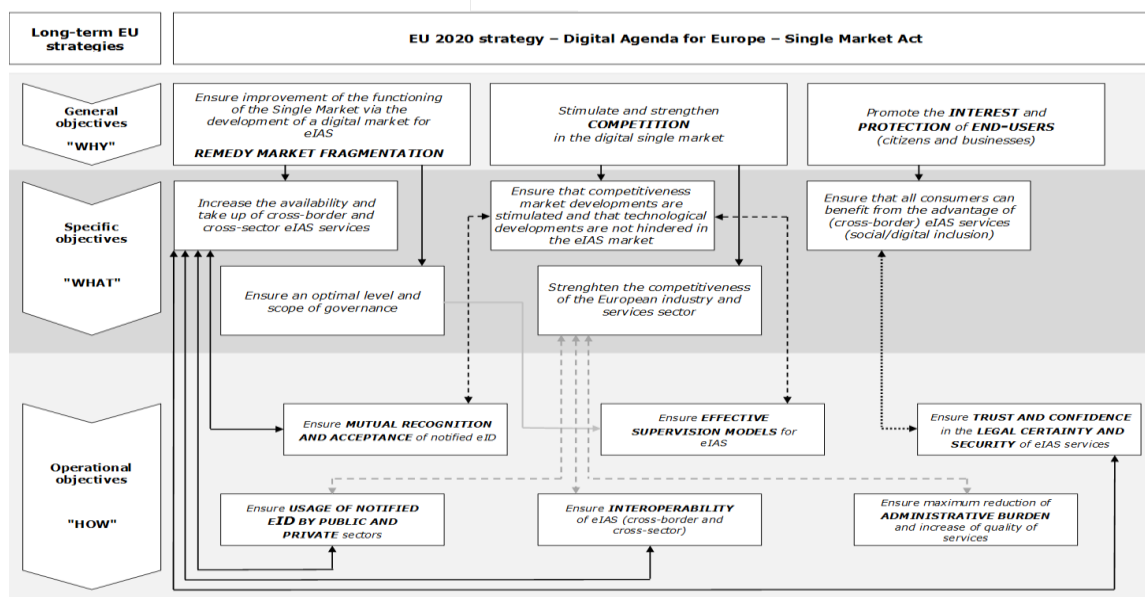 Long-term EU
strategies
EU 2020 strategy – Digital Agenda for Europe – Single Market Act
General
objectives
"WHY"
Ensure improvement of the functioning
of the Single Market via the
development of a digital market for
eIAS
REMEDY MARKET FRAGMENTATION
Stimulate and strengthen
COMPETITION
in the digital single market
Promote the INTEREST and
PROTECTION of END-USERS
(citizens and businesses)
Specific
objectives
"WHAT"
Increase the availability and
take up of cross-border and
cross-sector eIAS services
Ensure that competitiveness
market developments are
stimulated and that technological
developments are not hindered in
the eIAS market
Ensure that all consumers can
benefit from the advantage of
(cross-border) eIAS services
(social/digital inclusion)
Ensure an optimal level and
scope of governance
Strenghten the competitiveness
of the European industry and
services sector
Operational
objectives
"HOW"
Ensure MUTUAL RECOGNITION
AND ACCEPTANCE of notified eID
Ensure EFFECTIVE
SUPERVISION MODELS for
eIAS
Ensure TRUST AND CONFIDENCE
in the LEGAL CERTAINTY AND
SECURITY of eIAS services
Ensure USAGE OF NOTIFIED
EID BY PUBLIC AND
PRIVATE sectors
Ensure INTEROPERABILITY
of eIAS (cross-border and
cross-sector)
Ensure maximum reduction of
ADMINISTRATIVE BURDEN
and increase of quality of
services